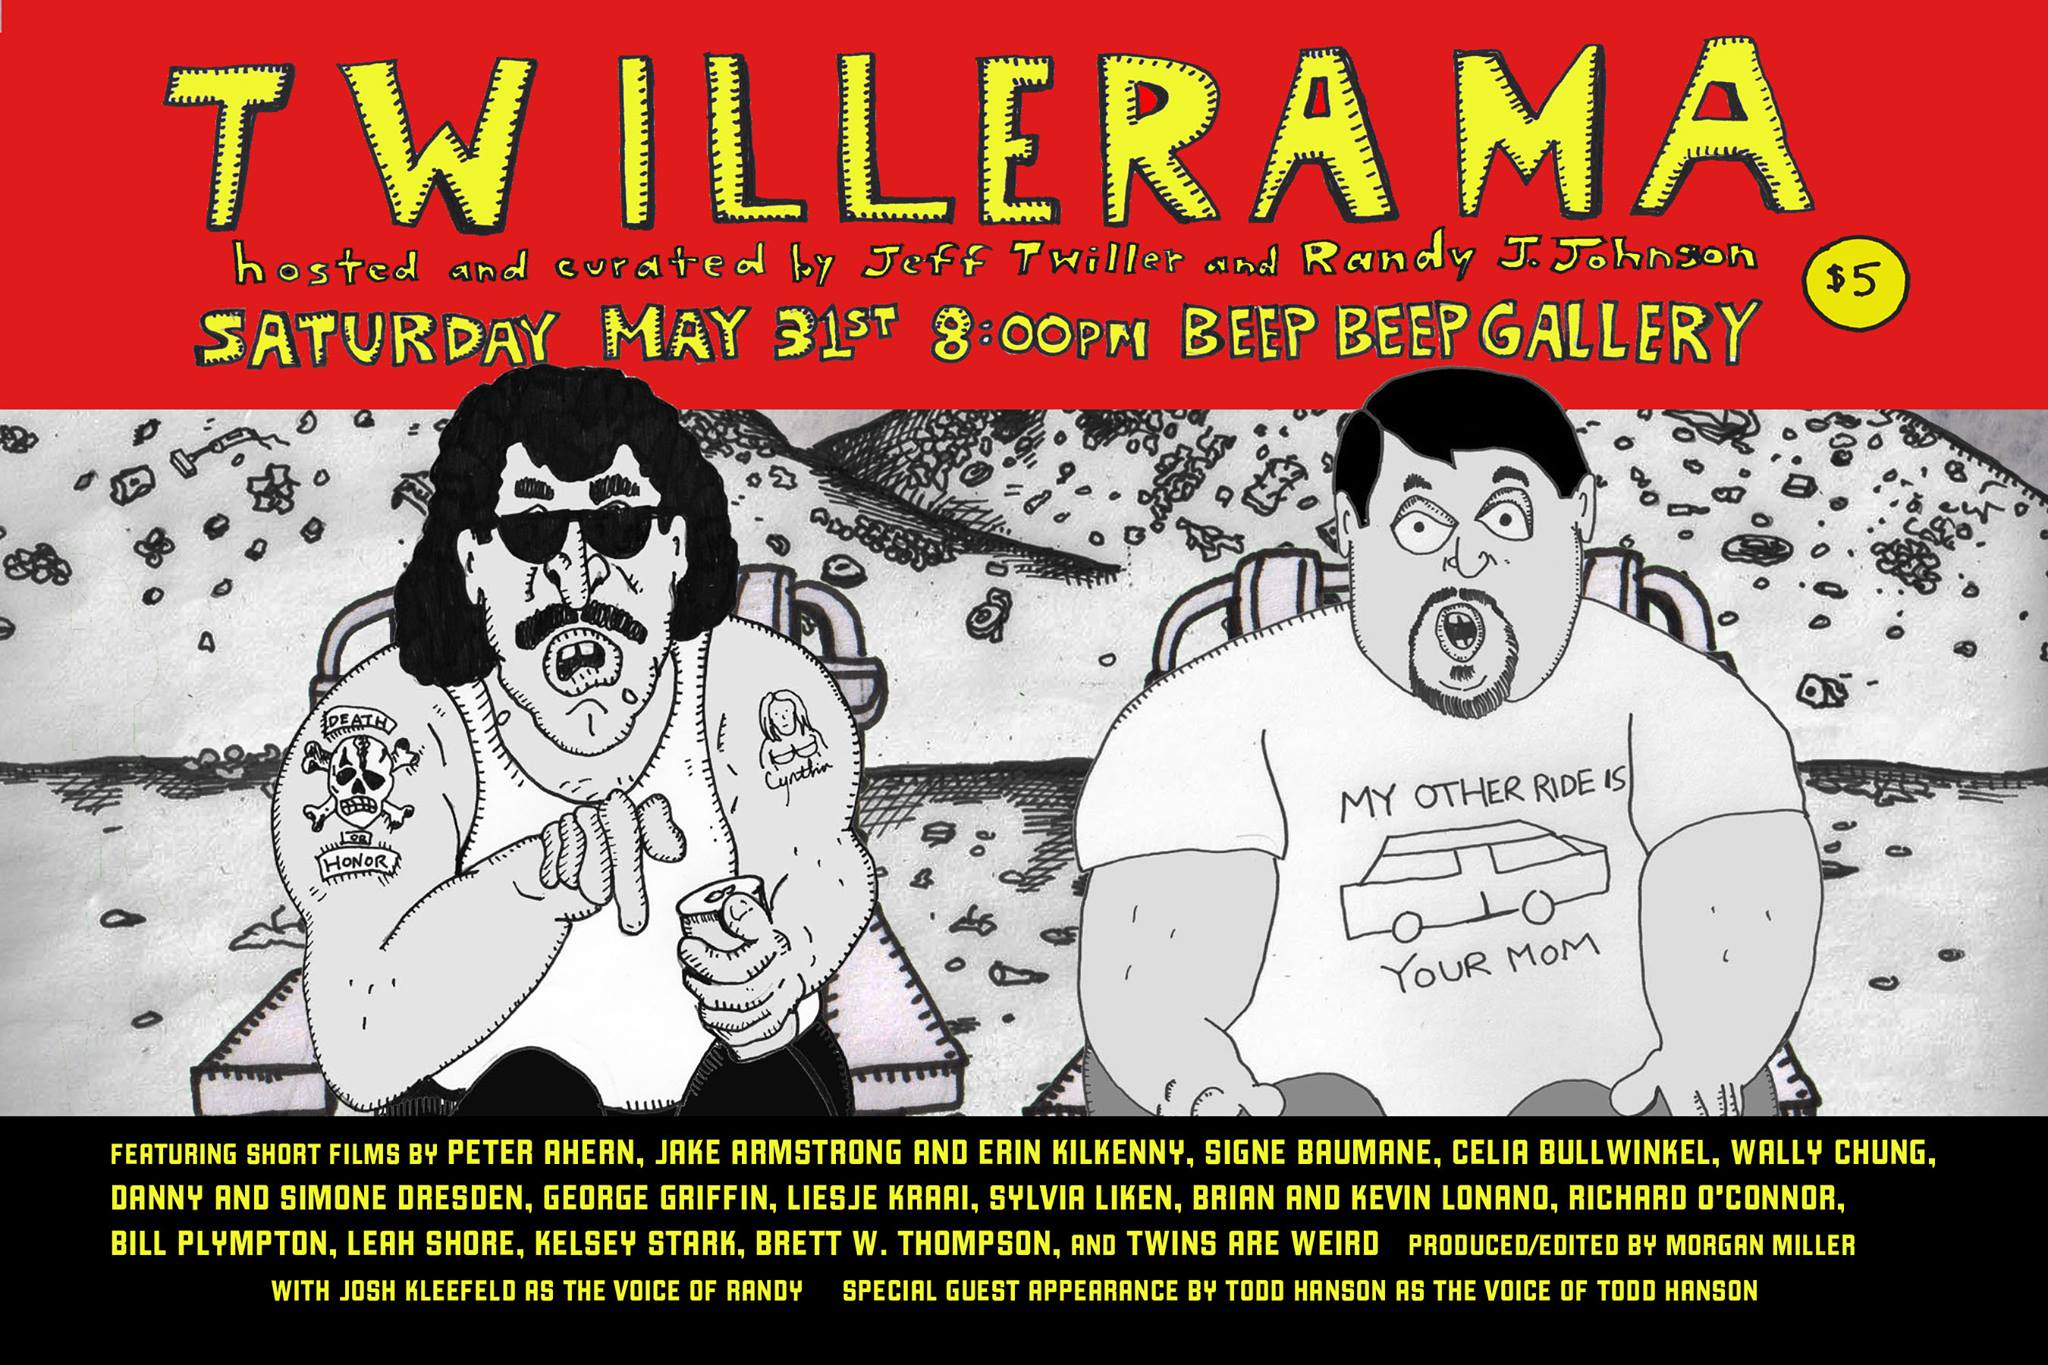 TWILLERAMA
hosted and curated by Jeff Twiller and Randy J. Johnson
$5
SATURDAY MAY 31ST 8:00PM BEEP BEEP GALLERY
DEATH
OR
HONOR
Cynthia
MY OTHER RIDE IS
YOUR MOM
FEATURING SHORT FILMS BY PETER AHERN, JAKE ARMSTRONG AND ERIN KILKENNY, SIGNE BAUMANE, CELIA BULLWINKEL, WALLY CHUNG,
DANNY AND SIMONE DRESDEN, GEORGE GRIFFIN, LIESJE KRAAI, SYLVIA LIKEN, BRIAN AND KEVIN LONANO, RICHARD O'CONNOR,
BILL PLYMPTON, LEAH SHORE, KELSEY STARK, BRETT W. THOMPSON, AND TWINS ARE WEIRD PRODUCED/EDITED BY MORGAN MILLER
WITH JOSH KLEEFELD AS THE VOICE OF RANDY SPECIAL GUEST APPEARANCE BY TODD HANSON AS THE VOICE OF TODD HANSON